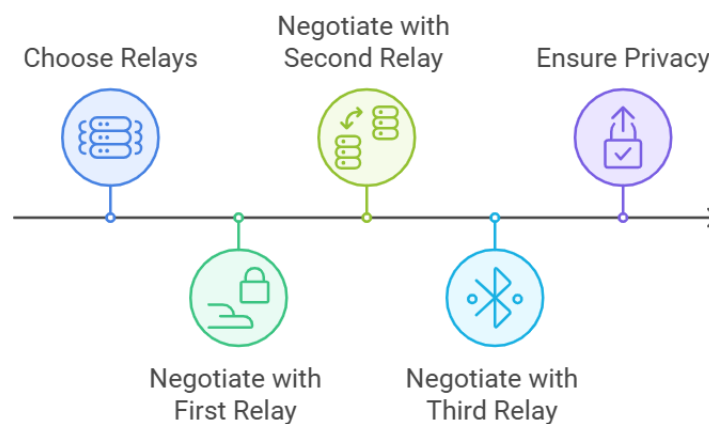 Choose Relays
Negotiate with
First Relay
Negotiate with
Second Relay
Negotiate with
Third Relay
Ensure Privacy